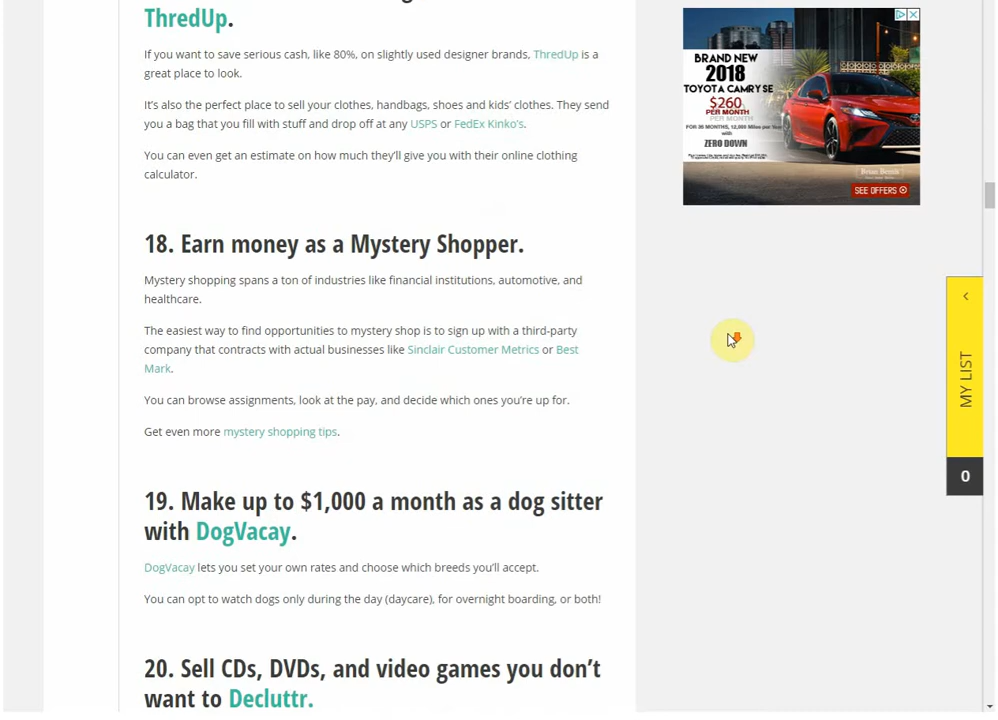 ThredUp.
If you want to save serious cash, like 80%, on slightly used designer brands, ThredUp is a
great place to look.
It's also the perfect place to sell your clothes, handbags, shoes and kids' clothes. They send
you a bag that you fill with stuff and drop off at any USPS or FedEx Kinko's.
You can even get an estimate on how much they'll give you with their online clothing
calculator.
18. Earn money as a Mystery Shopper.
Mystery shopping spans a ton of industries like financial institutions, automotive, and
healthcare.
The easiest way to find opportunities to mystery shop is to sign up with a third-party
company that contracts with actual businesses like Sinclair Customer Metrics or Best
Mark.
You can browse assignments, look at the pay, and decide which ones you're up for.
Get even more mystery shopping tips.
19. Make up to $1,000 a month as a dog sitter
with DogVacay.
DogVacay lets you set your own rates and choose which breeds you'll accept.
You can opt to watch dogs only during the day (daycare), for overnight boarding, or both!
20. Sell CDs, DVDs, and video games you don't
want to Decluttr.
BRAND NEW
2018
TOYOTA CAMRY SE
$260
PER MONTH
PER MONTH
FOR 36 MONTHS, 12,000 Miles per Year
with
ZERO DOWN
Brian Bemis
SEE OFFERS
MY LIST
0